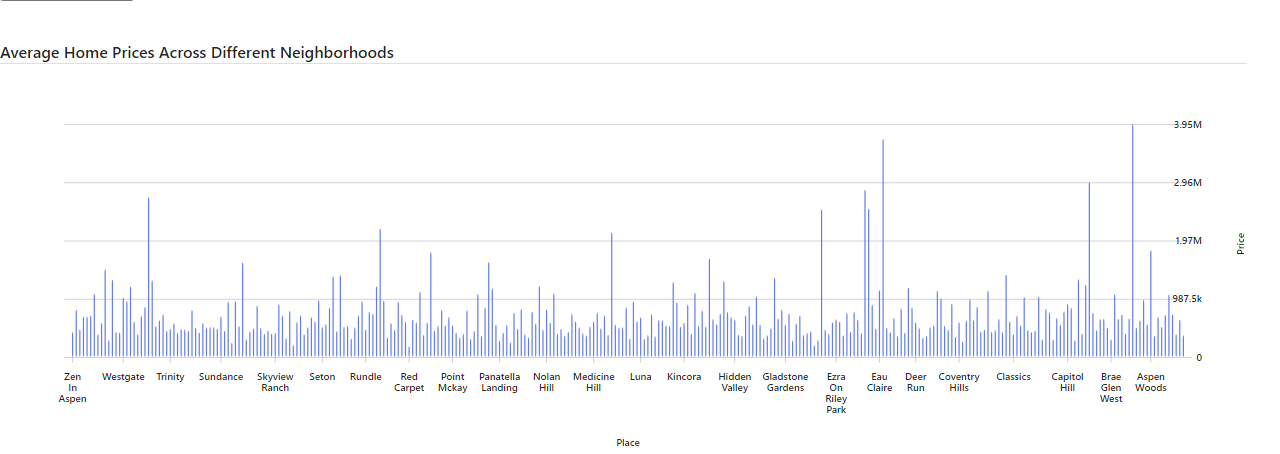 Average Home Prices Across Different Neighborhoods
3.95M
2.96M
1.97M
987.5k
0
Price
Zen In Aspen
Westgate
Trinity
Sundance
Skyview Ranch
Seton
Rundle
Red Carpet
Point Mckay
Panatella Landing
Nolan Hill
Medicine Hill
Luna
Kincora
Hidden Valley
Gladstone Gardens
Ezra On Riley Park
Eau Claire
Deer Run
Coventry Hills
Classics
Capitol Hill
Brae Glen West
Aspen Woods
Place